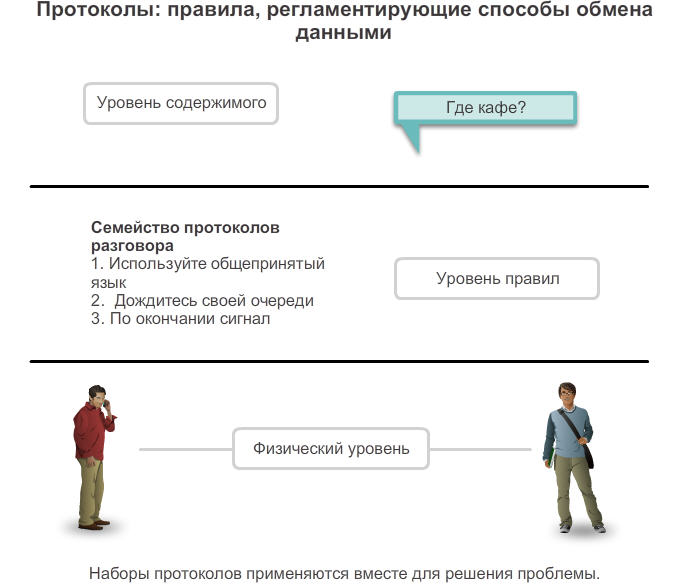 Протоколы: правила, регламентирующие способы обмена
данными
Уровень содержимого
Где кафе?
Семейство протоколов
разговора
1. Используйте общепринятый
язык
2. Дождитесь своей очереди
3. По окончании сигнал
Уровень правил
Физический уровень
Наборы протоколов применяются вместе для решения проблемы.